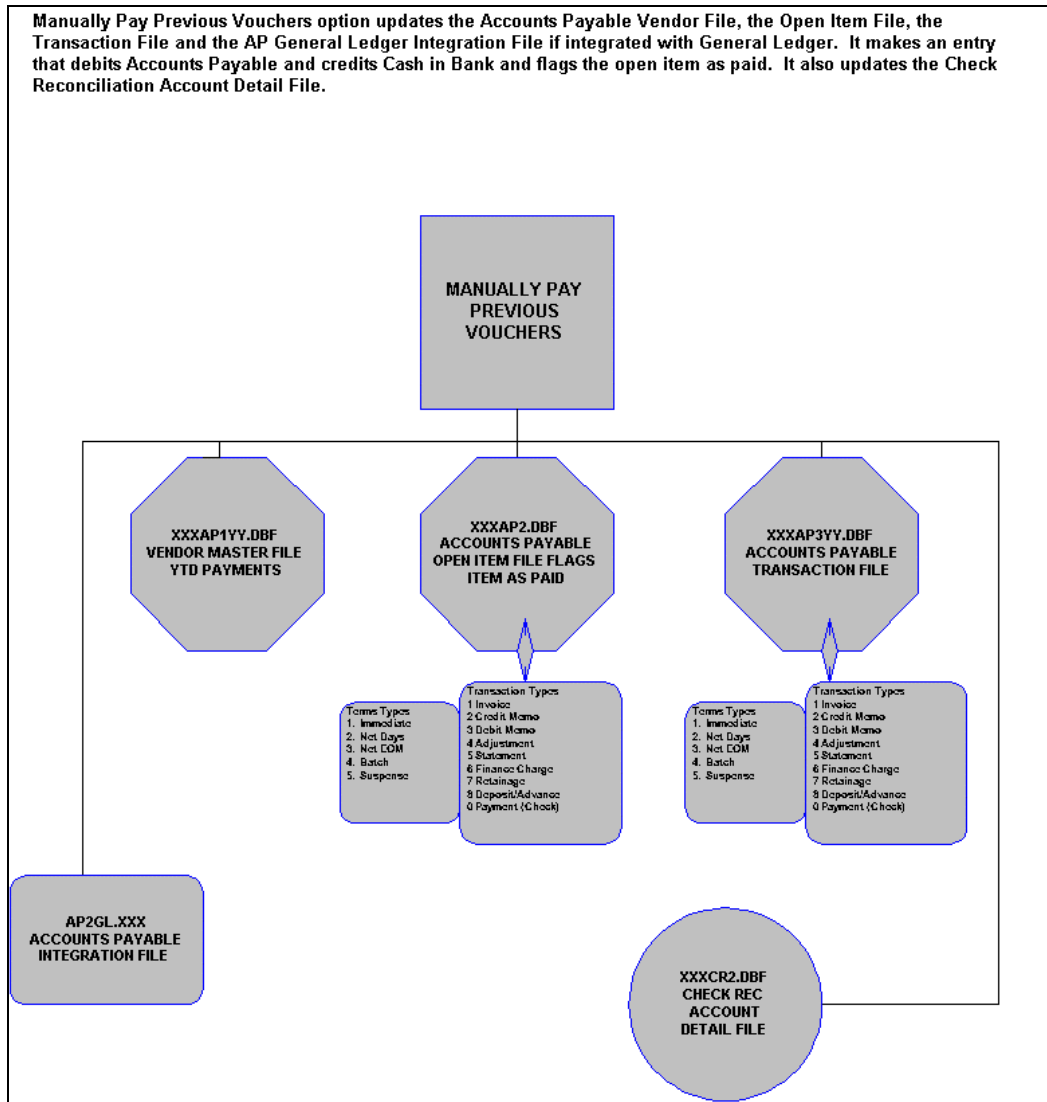 Manually Pay Previous Vouchers option updates the Accounts Payable Vendor File, the Open Item File, the
Transaction File and the AP General Ledger Integration File if integrated with General Ledger.  It makes an entry
that debits Accounts Payable and credits Cash in Bank and flags the open item as paid.  It also updates the Check
Reconciliation Account Detail File.
MANUALLY PAY
PREVIOUS
VOUCHERS
XXXAP1YY.DBF
VENDOR MASTER FILE
YTD PAYMENTS
XXXAP2.DBF
ACCOUNTS PAYABLE
OPEN ITEM FILE FLAGS
ITEM AS PAID
XXXAP3YY.DBF
ACCOUNTS PAYABLE
TRANSACTION FILE
Terms Types
1. Immediate
2. Net Days
3. Net EOM
4. Batch
5. Suspense
Transaction Types
1 Invoice
2 Credit Memo
3 Debit Memo
4 Adjustment
5 Statement
6 Finance Charge
7 Retainage
8 Deposit/Advance
0 Payment (Check)
Terms Types
1. Immediate
2. Net Days
3. Net EOM
4. Batch
5. Suspense
Transaction Types
1 Invoice
2 Credit Memo
3 Debit Memo
4 Adjustment
5 Statement
6 Finance Charge
7 Retainage
8 Deposit/Advance
0 Payment (Check)
AP2GL.XXX
ACCOUNTS PAYABLE
INTEGRATION FILE
XXXCR2.DBF
CHECK REC
ACCOUNT
DETAIL FILE